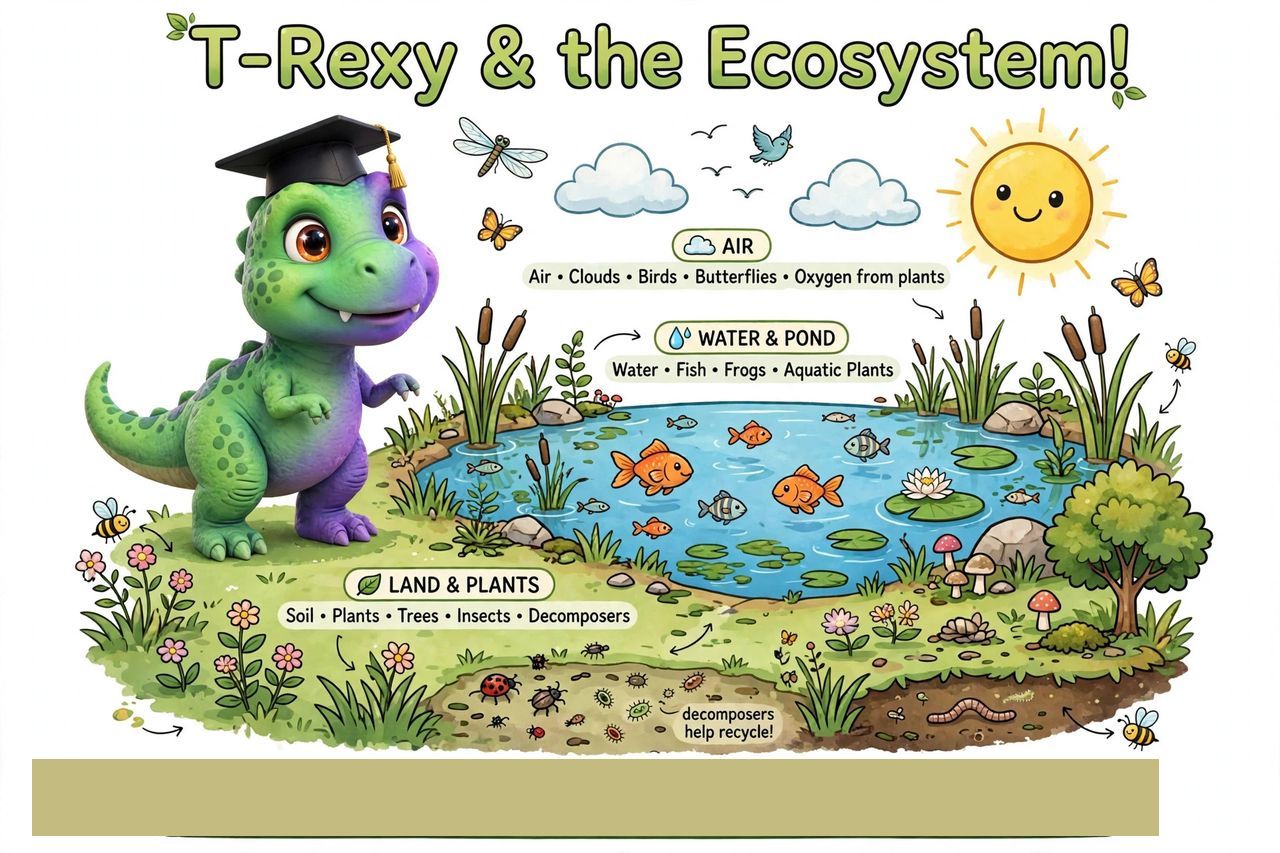 T-Rexy & the Ecosystem!
AIR
Air • Clouds • Birds • Butterflies • Oxygen from plants
WATER & POND
Water • Fish • Frogs • Aquatic Plants
LAND & PLANTS
Soil • Plants • Trees • Insects • Decomposers
decomposers
help recycle!